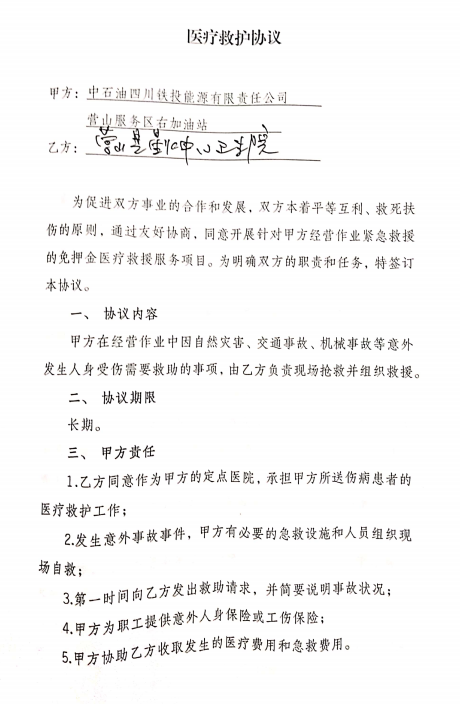 医疗救护协议
甲方：中石油四川铁投能源有限责任公司
营山服务区右加油站
乙方：营山县中心卫生院
为促进双方事业的合作和发展，双方本着平等互利、救死扶
伤的原则，通过友好协商，同意开展针对甲方经营作业紧急救援
的免押金医疗救援服务项目。为明确双方的职责和任务，特签订
本协议。
一、 协议内容
甲方在经营作业中因自然灾害、交通事故、机械事故等意外
发生人身受伤需要救助的事项，由乙方负责现场抢救并组织救援。
二、 协议期限
长期。
三、 甲方责任
1.乙方同意作为甲方的定点医院，承担甲方所送伤病患者的
医疗救护工作；
2.发生意外事故事件，甲方有必要的急救设施和人员组织现
场自救；
3.第一时间向乙方发出救助请求，并简要说明事故状况；
4.甲方为职工提供意外人身保险或工伤保险；
5.甲方协助乙方收取发生的医疗费用和急救费用。